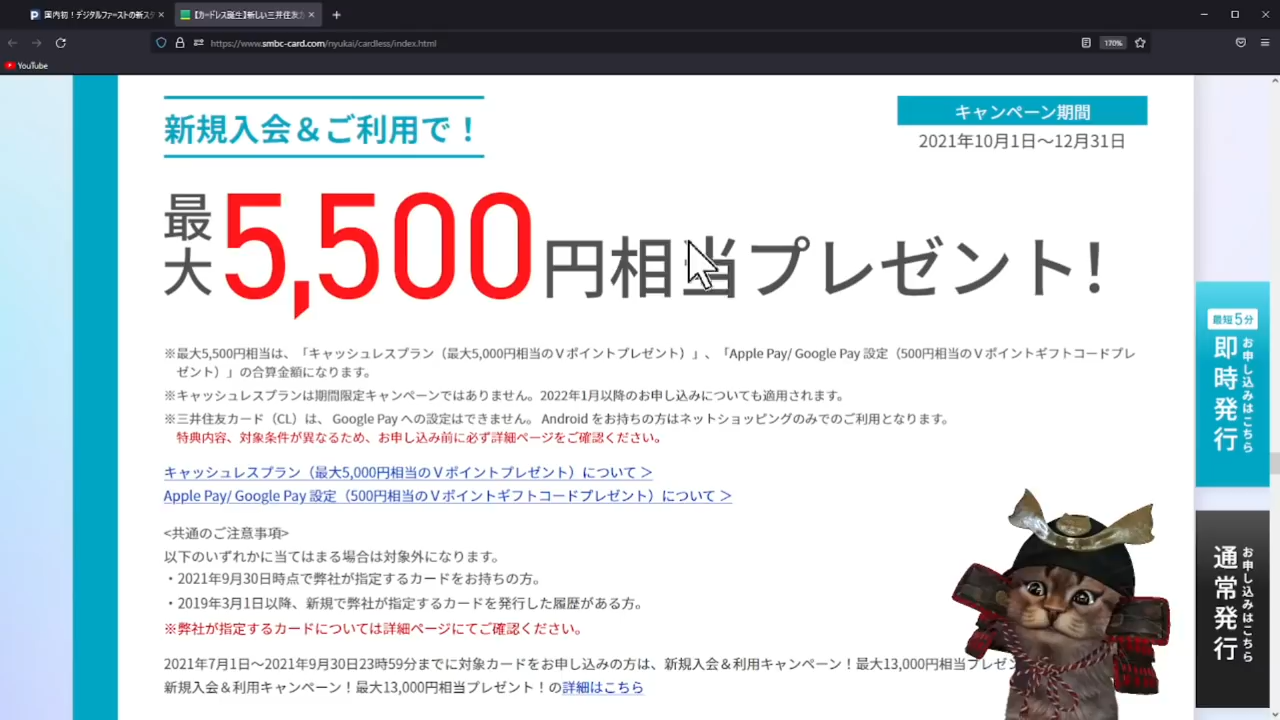 国内初！デジタルファーストの新ス
【カードレス誕生】新しい三井住友カ
https://www.smbc-card.com/nyukai/cardless/index.html
170%
YouTube
新規入会＆ご利用で！
キャンペーン期間
2021年10月1日～12月31日
最大5,500円相当プレゼント！
※最大5,500円相当は、「キャッシュレスプラン（最大5,000円相当のＶポイントプレゼント）」、「Apple Pay/ Google Pay 設定（500円相当のＶポイントギフトコードプレ
ゼント）」の合算金額になります。
※キャッシュレスプランは期間限定キャンペーンではありません。2022年1月以降のお申し込みについても適用されます。
※三井住友カード（CL）は、Google Pay への設定はできません。Android をお持ちの方はネットショッピングのみでのご利用となります。
特典内容、対象条件が異なるため、お申し込み前に必ず詳細ページをご確認ください。
キャッシュレスプラン（最大5,000円相当のＶポイントプレゼント）について ＞
Apple Pay/ Google Pay 設定（500円相当のＶポイントギフトコードプレゼント）について ＞
<共通のご注意事項>
以下のいずれかに当てはまる場合は対象外になります。
・2021年9月30日時点で弊社が指定するカードをお持ちの方。
・2019年3月1日以降、新規で弊社が指定するカードを発行した履歴がある方。
※弊社が指定するカードについては詳細ページにてご確認ください。
2021年7月1日～2021年9月30日23時59分までに対象カードをお申し込みの方は、新規入会＆利用キャンペーン！最大13,000円相当プレゼン
新規入会＆利用キャンペーン！最大13,000円相当プレゼント！の詳細はこちら
最短5分
お申し込みはこちら
即時発行
お申し込みはこちら
通常発行